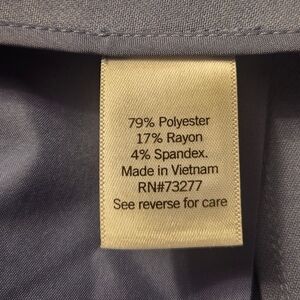 79% Polyester
17% Rayon
4% Spandex.
Made in Vietnam
RN#73277
See reverse for care